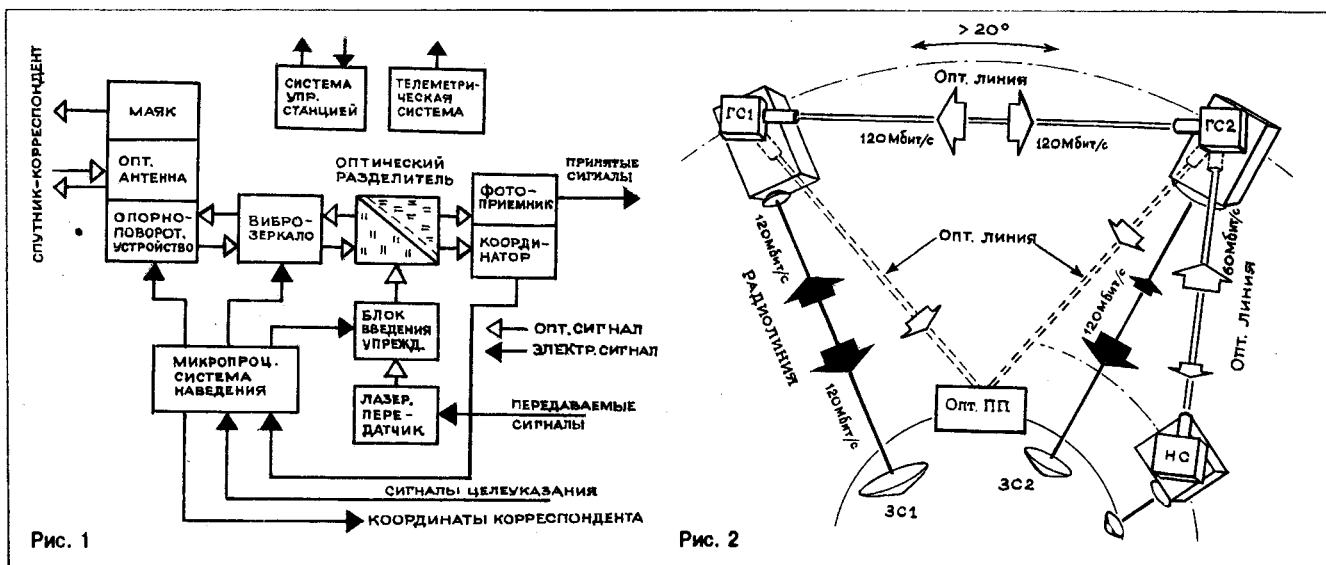 СПУТНИК-КОРРЕСПОНДЕНТ
МАЯК
ОПТ.
АНТЕННА
ОПОРНО-
ПОВОРОТ.
УСТРОЙСТВО
СИСТЕМА
УПР.
СТАНЦИЕЙ
ТЕЛЕМЕТРИ-
ЧЕСКАЯ
СИСТЕМА
ВИБРО-
ЗЕРКАЛО
ОПТИЧЕСКИЙ
РАЗДЕЛИТЕЛЬ
ФОТО-
ПРИЕМНИК
КООРДИ-
НАТОР
ПРИНЯТЫЕ
СИГНАЛЫ
БЛОК
ВВЕДЕНИЯ
УПРЕЖД.
ОПТ. СИГНАЛ
ЭЛЕКТР. СИГНАЛ
МИКРОПРОЦ.
СИСТЕМА
НАВЕДЕНИЯ
ЛАЗЕР.
ПЕРЕ-
ДАТЧИК
ПЕРЕДАВАЕМЫЕ
СИГНАЛЫ
СИГНАЛЫ ЦЕЛЕУКАЗАНИЯ
КООРДИНАТЫ КОРРЕСПОНДЕНТА
Рис. 1
>20°
Опт. линия
ГС1
ГС2
120Мбит/с
120Мбит/с
120Мбит/с
РАДИОЛИНИЯ
120Мбит/с
Опт. линия
120Мбит/с
60Мбит/с
Опт. линия
Опт. ПП
НС
ЗС1
ЗС2
Рис. 2